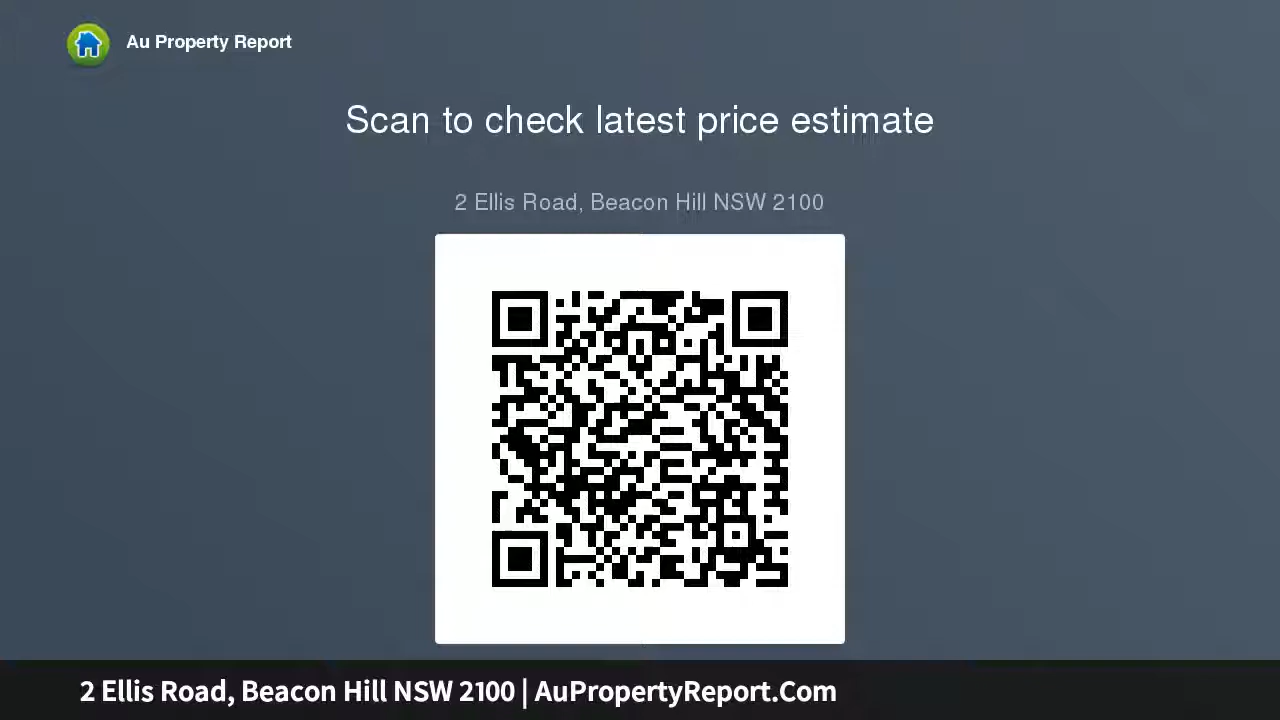 Au Property Report
Scan to check latest price estimate
2 Ellis Road, Beacon Hill NSW 2100
2 Ellis Road, Beacon Hill NSW 2100 | AuPropertyReport.Com